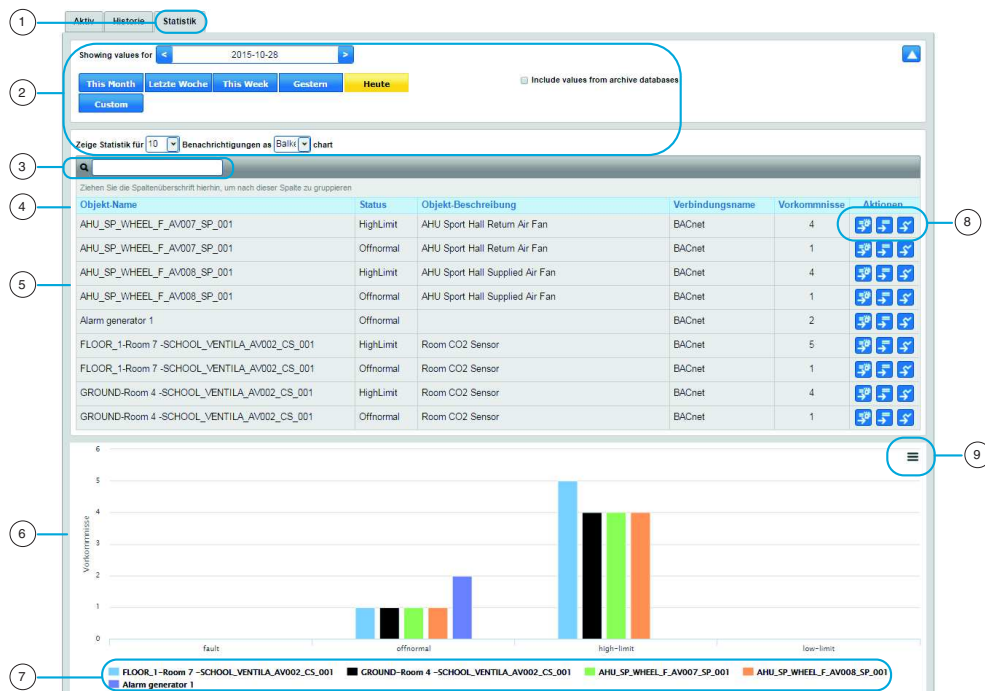 1
Aktiv Historie Statistik
Showing values for < 2015-10-28 >
2
This Month Letzte Woche This Week Gestern Heute
Include values from archive databases
Custom
Zeige Statistik für 10 Benachrichtigungen as Balke chart
3
Ziehen Sie die Spaltenüberschrift hierhin, um nach dieser Spalte zu gruppieren
4
Objekt-Name Status Objekt-Beschreibung Verbindungsname Vorkommnisse Aktionen
8
AHU_SP_WHEEL_F_AV007_SP_001 HighLimit AHU Sport Hall Return Air Fan BACnet 4
AHU_SP_WHEEL_F_AV007_SP_001 Offnormal AHU Sport Hall Return Air Fan BACnet 1
AHU_SP_WHEEL_F_AV008_SP_001 HighLimit AHU Sport Hall Supplied Air Fan BACnet 4
5
AHU_SP_WHEEL_F_AV008_SP_001 Offnormal AHU Sport Hall Supplied Air Fan BACnet 1
Alarm generator 1 Offnormal BACnet 2
FLOOR_1-Room 7 -SCHOOL_VENTILA_AV002_CS_001 HighLimit Room CO2 Sensor BACnet 5
FLOOR_1-Room 7 -SCHOOL_VENTILA_AV002_CS_001 Offnormal Room CO2 Sensor BACnet 1
GROUND-Room 4 -SCHOOL_VENTILA_AV002_CS_001 HighLimit Room CO2 Sensor BACnet 4
GROUND-Room 4 -SCHOOL_VENTILA_AV002_CS_001 Offnormal Room CO2 Sensor BACnet 1
9
6
5
4
3
2
1
0
Vorkommnisse
6
fault offnormal high-limit low-limit
7
FLOOR_1-Room 7 -SCHOOL_VENTILA_AV002_CS_001 GROUND-Room 4 -SCHOOL_VENTILA_AV002_CS_001 AHU_SP_WHEEL_F_AV007_SP_001 AHU_SP_WHEEL_F_AV008_SP_001
Alarm generator 1